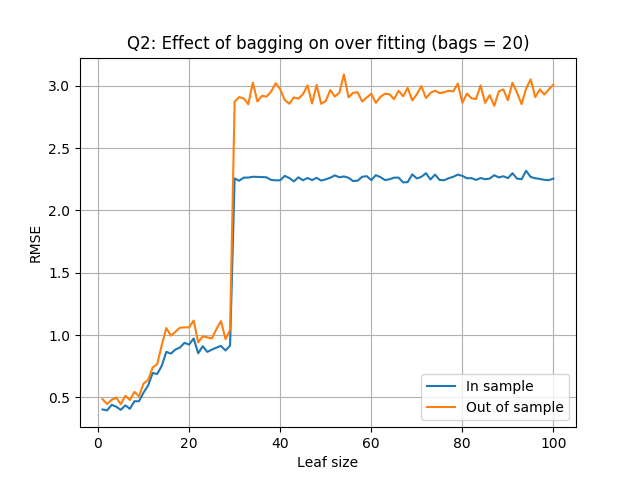 Q2: Effect of bagging on over fitting (bags = 20)
RMSE
3.0
2.5
2.0
1.5
1.0
0.5
0 20 40 60 80 100
Leaf size
In sample
Out of sample